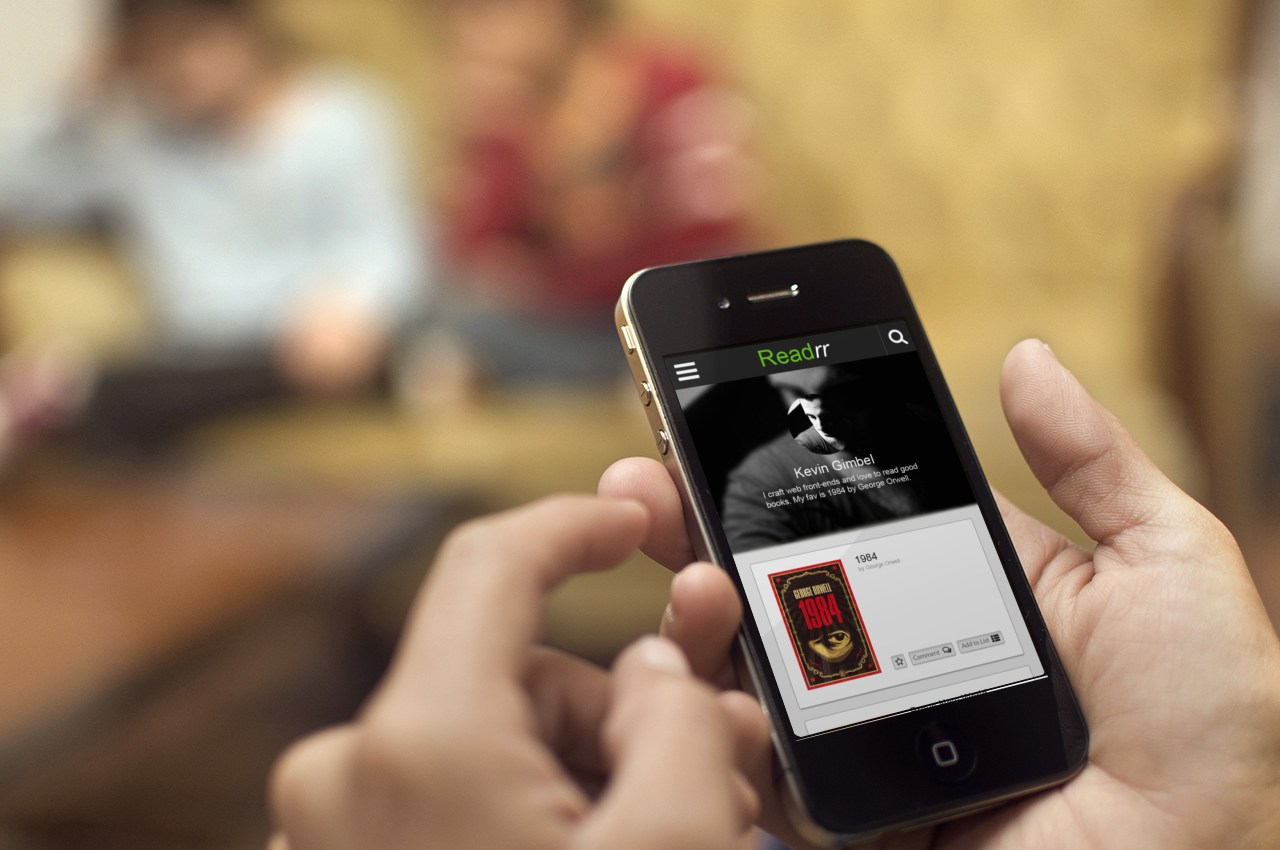 Readrr
Kevin Gimbel
I craft web front-ends and love to read good
books. My fav is 1984 by George Orwell.
1984
by George Orwell
GEORGE ORWELL
1984
Comment
Add to List